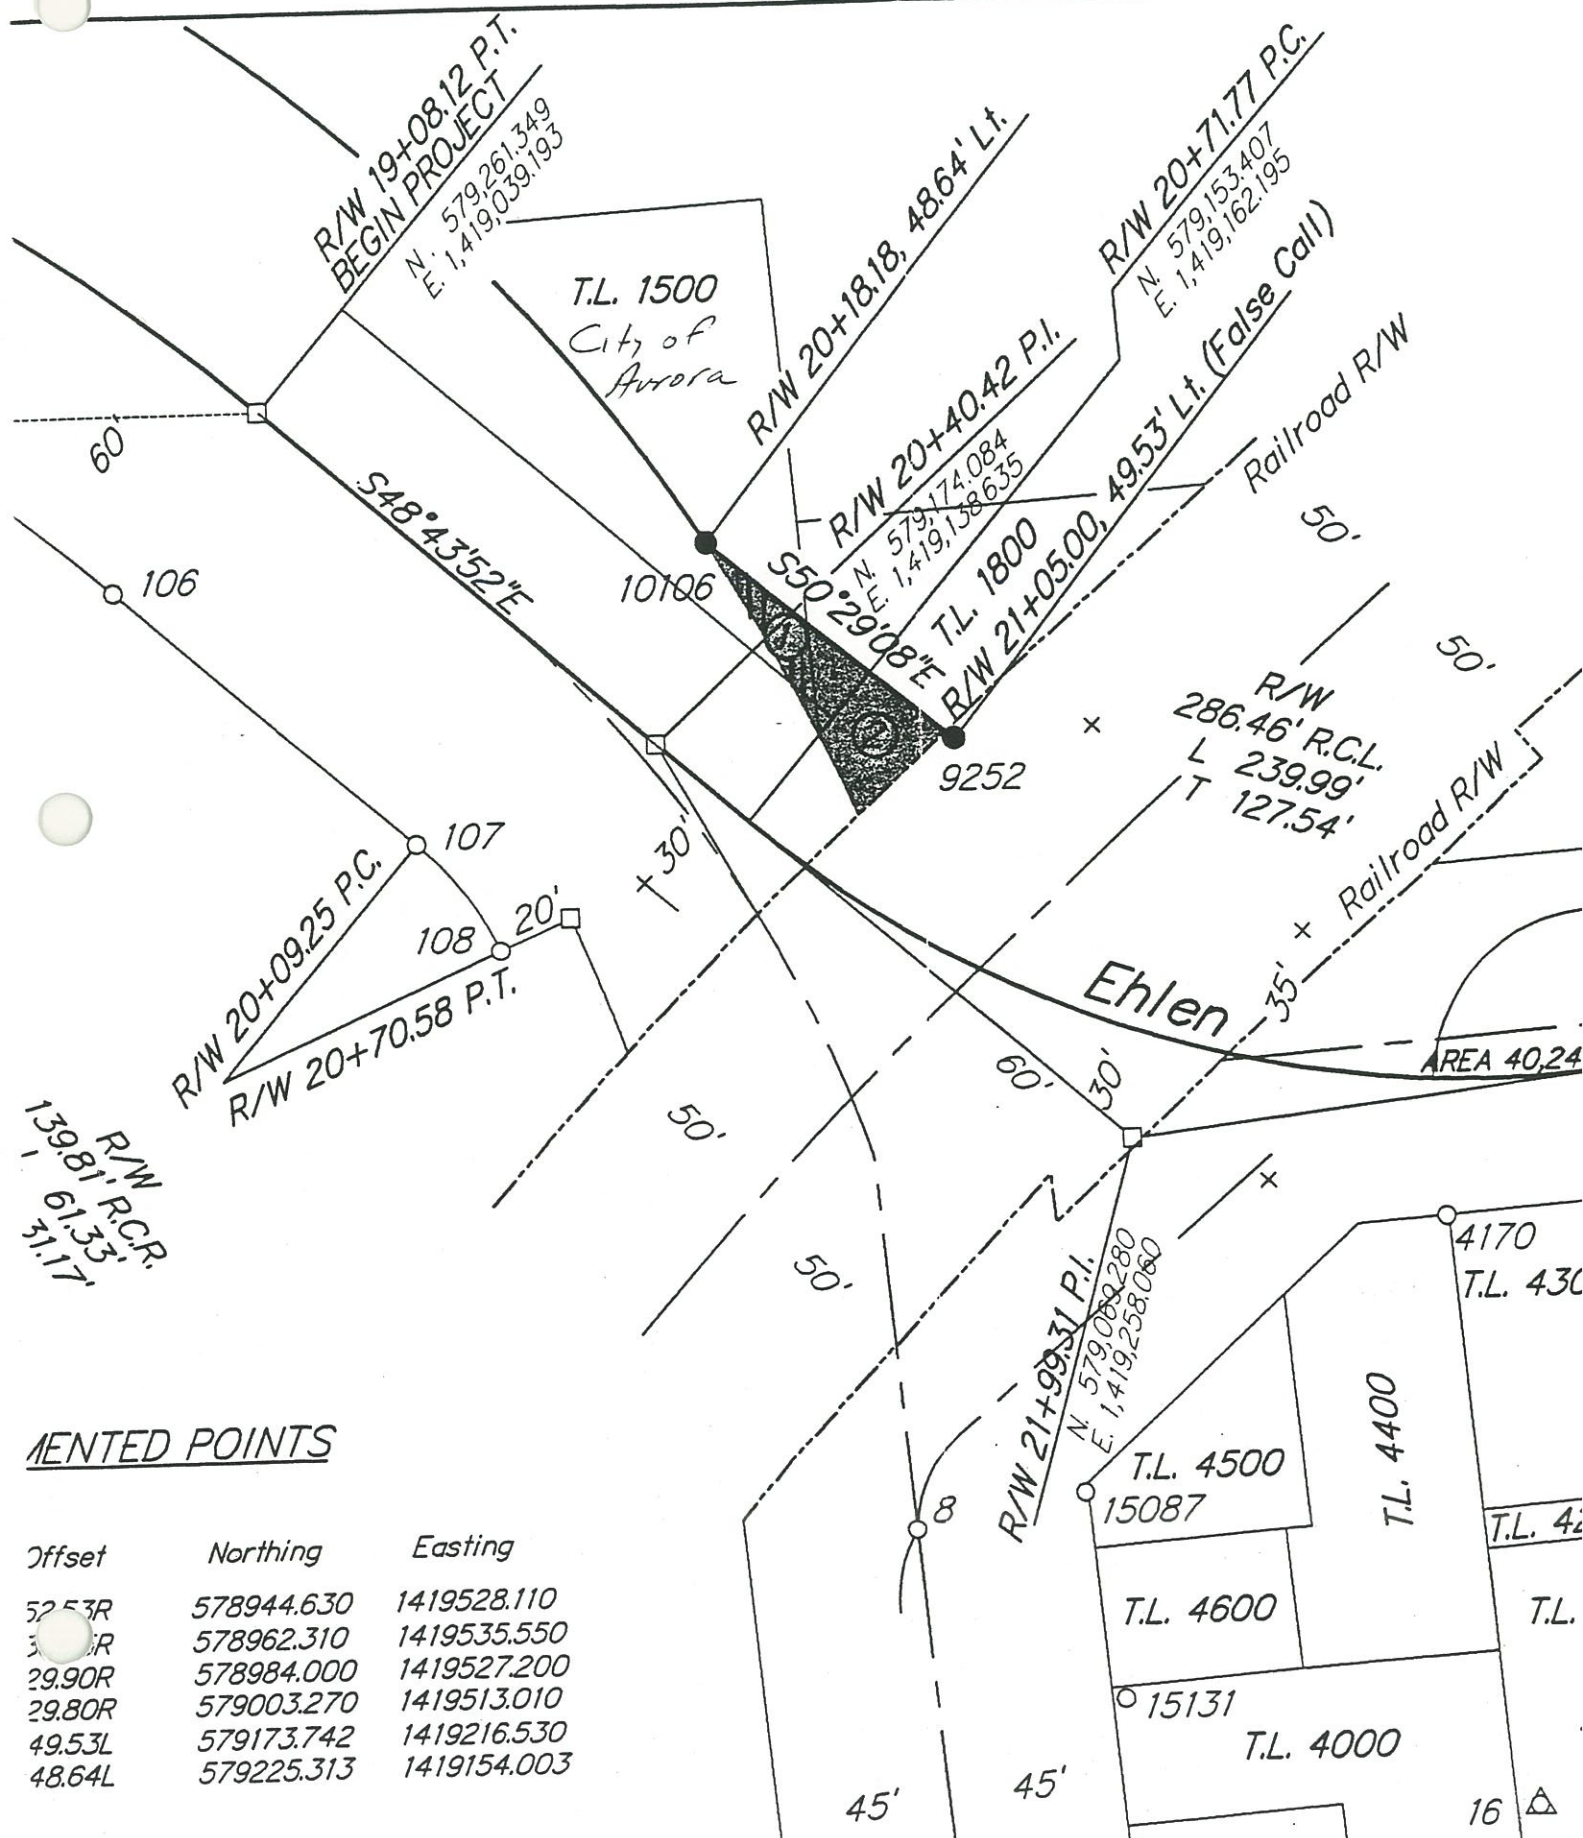 R/W 19+08.12 P.T.
BEGIN PROJECT
N. 579,261.349
E. 1,419,039.193
T.L. 1500
City of
Aurora
R/W 20+18.18, 48.64' Lt.
R/W 20+71.77 P.C.
N. 579,153.407
E. 1,419,162.195
R/W 20+40.42 P.I.
N. 579,174.084
E. 1,419,138.635
T.L. 1800
R/W 21+05.00, 49.53' Lt. (False Call)
Railroad R/W
50'
50'
60'
S48°43'52"E
106
10106
S50°29'08"E
1
2
9252
R/W
286.46' R.C.L.
L 239.99'
T 127.54'
Railroad R/W
107
30'
R/W 20+09.25 P.C.
108
20'
R/W 20+70.58 P.T.
Ehlen
35'
AREA 40,24
60'
30'
50'
R/W
139.81' R.C.R.
61.33'
31.17'
50'
4170
T.L. 430
R/W 21+99.31 P.I.
N. 579,069.280
E. 1,419,258.060
T.L. 4400
MENTED POINTS
T.L. 4500
8
15087
T.L. 42
Offset Northing Easting
52.53R 578944.630 1419528.110
R 578962.310 1419535.550
29.90R 578984.000 1419527.200
29.80R 579003.270 1419513.010
49.53L 579173.742 1419216.530
48.64L 579225.313 1419154.003
T.L. 4600
T.L.
15131
T.L. 4000
45'
45'
16